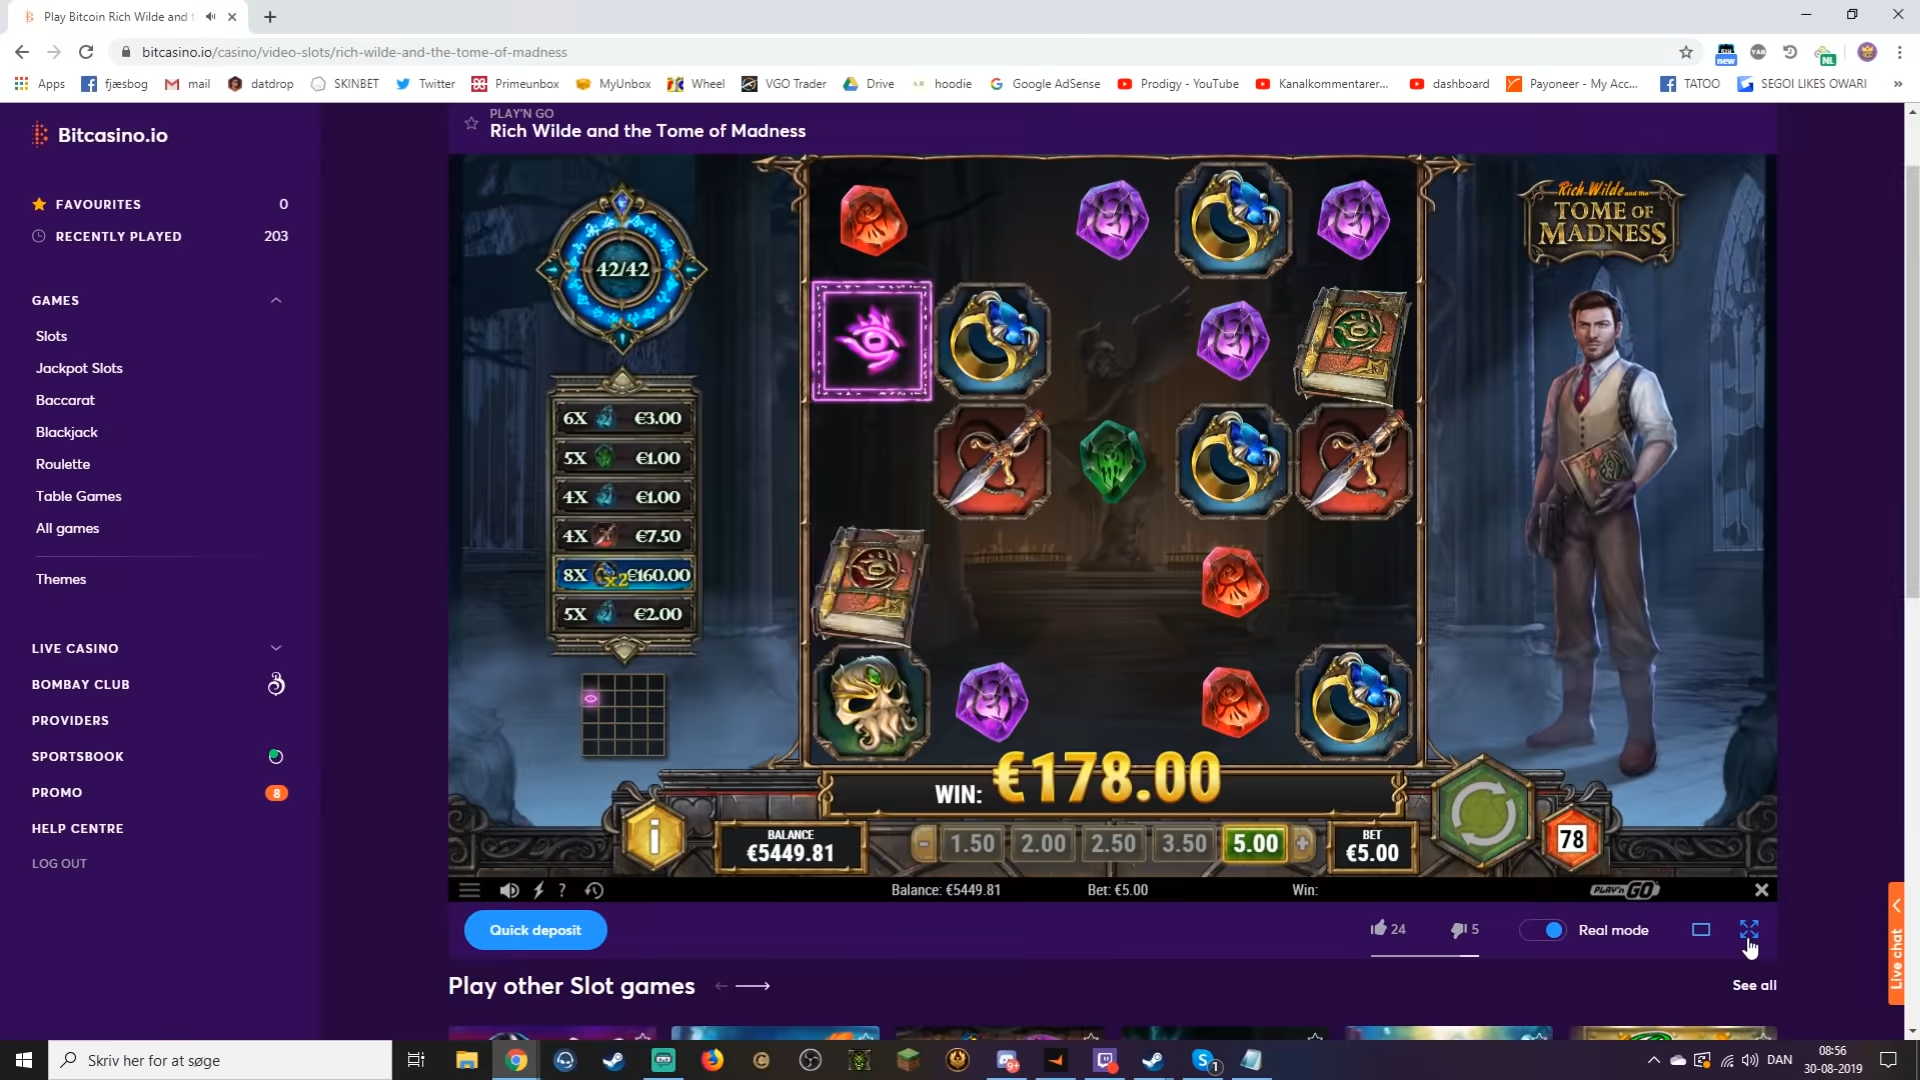 Play Bitcoin Rich Wilde and t
bitcasino.io/casino/video-slots/rich-wilde-and-the-tome-of-madness
new
YAB
NL
Apps
fjæsbog
mail
datdrop
SKINBET
Twitter
Primeunbox
MyUnbox
Wheel
VGO Trader
Drive
hoodie
Google AdSense
Prodigy - YouTube
Kanalkommentarer...
dashboard
Payoneer - My Acc...
TATOO
SEGOI LIKES OWARI
Bitcasino.io
FAVOURITES 0
RECENTLY PLAYED 203
GAMES
Slots
Jackpot Slots
Baccarat
Blackjack
Roulette
Table Games
All games
Themes
LIVE CASINO
BOMBAY CLUB
PROVIDERS
SPORTSBOOK
PROMO 8
HELP CENTRE
LOG OUT
PLAY'N GO
Rich Wilde and the Tome of Madness
42/42
6X €3.00
5X €1.00
4X €1.00
4X €7.50
8X x2 €160.00
5X €2.00
Rich Wilde and the
TOME OF
MADNESS
WIN: €178.00
BALANCE
€5449.81
- 1.50 2.00 2.50 3.50 5.00 +
BET
€5.00
78
Balance: €5449.81 Bet: €5.00 Win:
PLAY'n GO
Quick deposit
24
5
Real mode
Live chat
Play other Slot games
See all
Skriv her for at søge
9+
1
DAN
08:56
30-08-2019